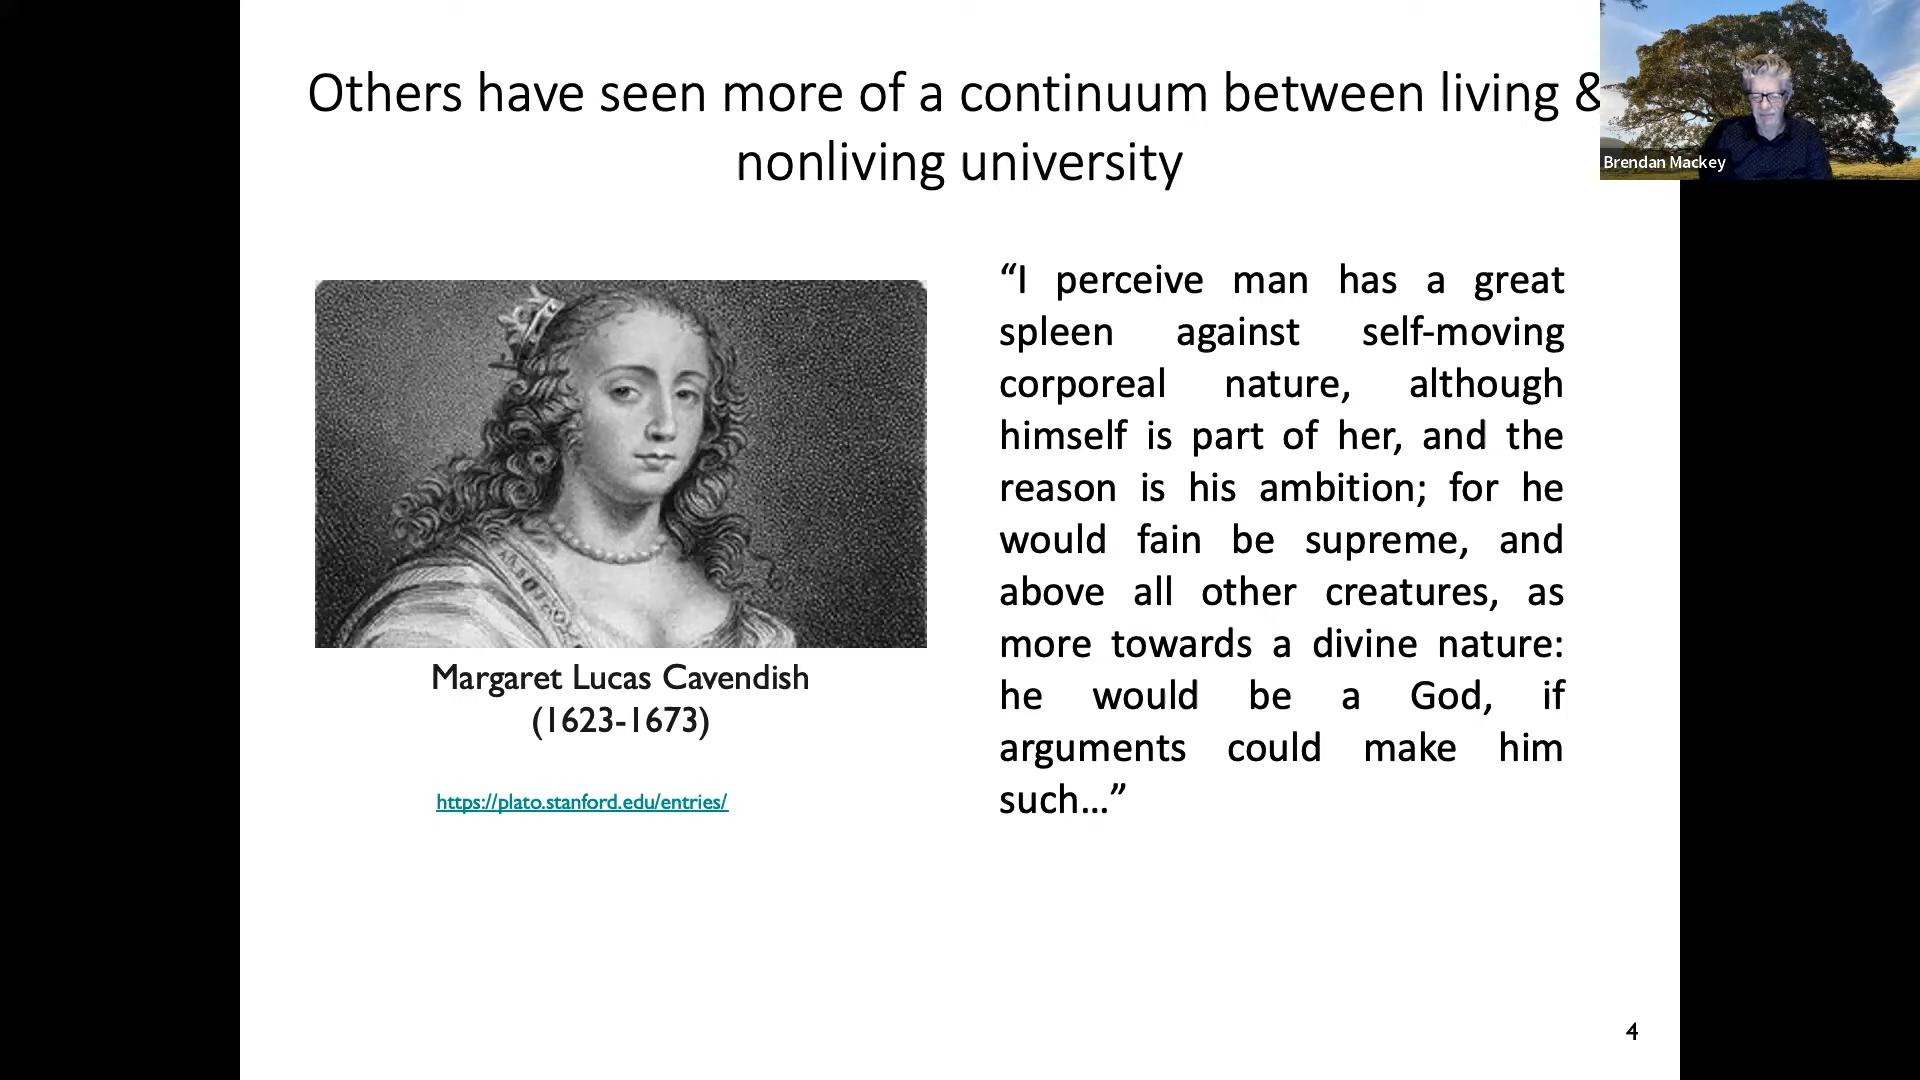 Others have seen more of a continuum between living &
nonliving university
Brendan Mackey
Margaret Lucas Cavendish
(1623-1673)
https://plato.stanford.edu/entries/
“I perceive man has a great
spleen against self-moving
corporeal nature, although
himself is part of her, and the
reason is his ambition; for he
would fain be supreme, and
above all other creatures, as
more towards a divine nature:
he would be a God, if
arguments could make him
such…”
4